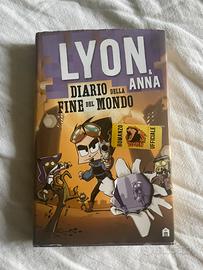 LYON
& ANNA
DIARIO DELLA
FINE DEL MONDO
ROMANZO
UFFICIALE